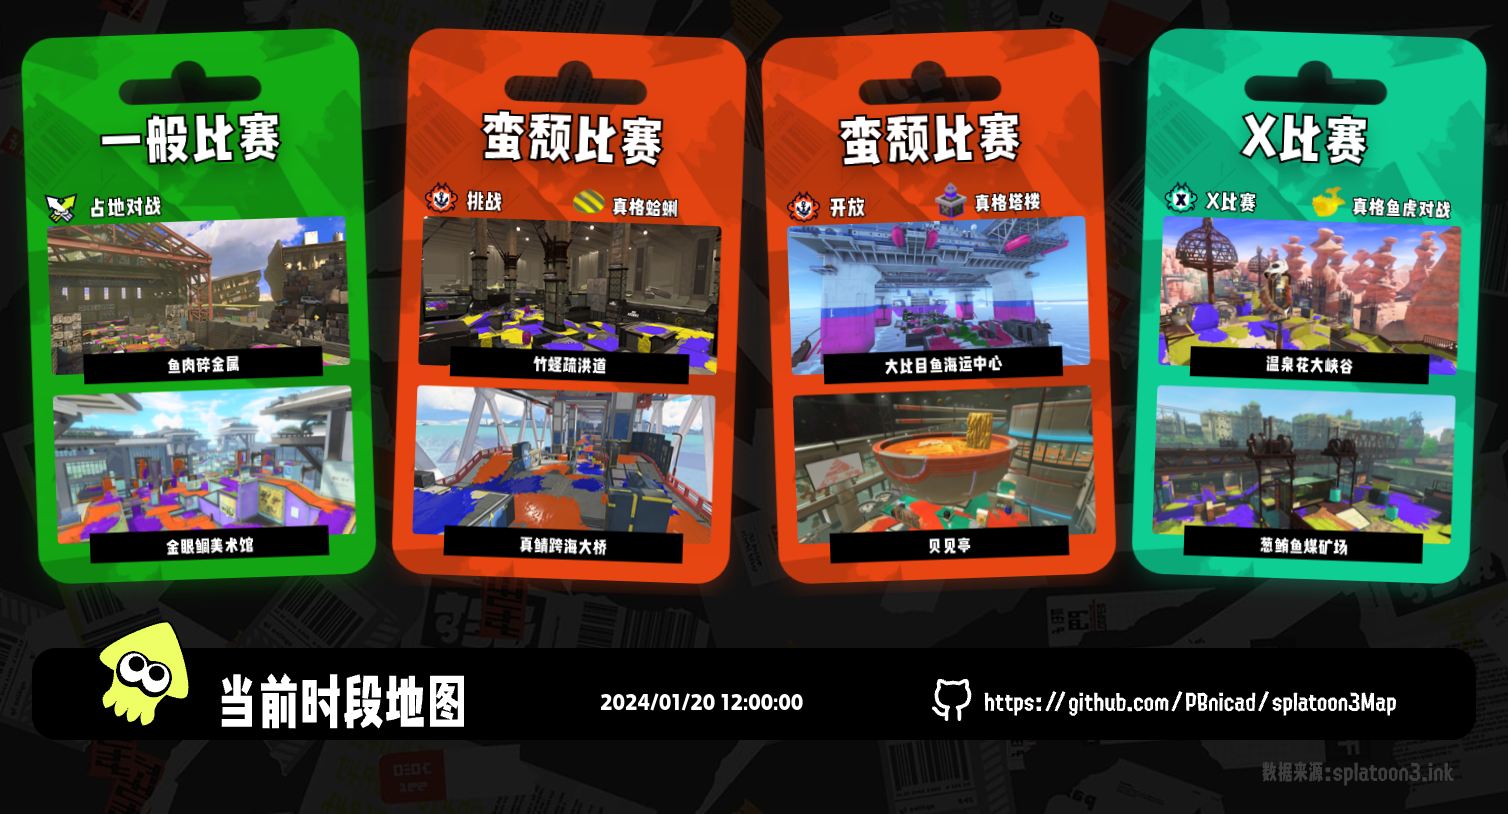 一般比赛
占地对战
鱼肉碎金属
金眼鲷美术馆
蛮颓比赛
挑战
真格蛤蜊
竹蛏疏洪道
真鲭跨海大桥
蛮颓比赛
开放
真格塔楼
大比目鱼海运中心
贝见亭
X比赛
X比赛
真格鱼虎对战
温泉花大峡谷
葱鲔鱼煤矿场
当前时段地图
2024/01/20 12:00:00
https://github.com/PBnicad/splatoon3Map
数据来源:splatoon3.ink